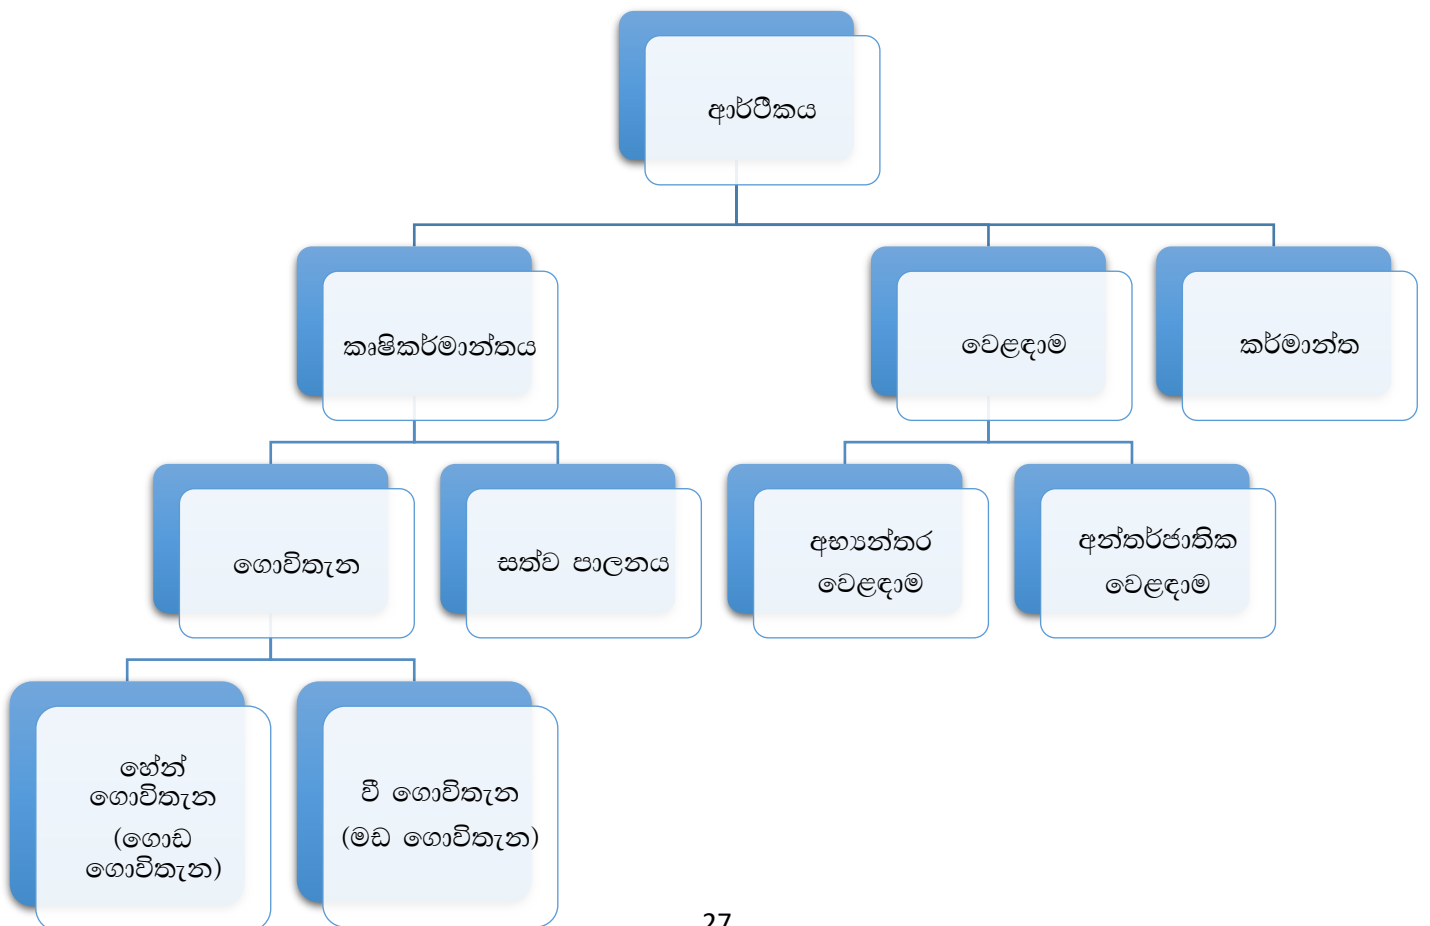 ආර්ථිකය
කෘෂිකර්මාන්තය
වෙළඳාම
කර්මාන්ත
ගොවිතැන
සත්ව පාලනය
අභ්‍යන්තර
වෙළඳාම
අන්තර්ජාතික
වෙළඳාම
හේන්
ගොවිතැන
(ගොඩ
ගොවිතැන)
වී ගොවිතැන
(මඩ ගොවිතැන)
27